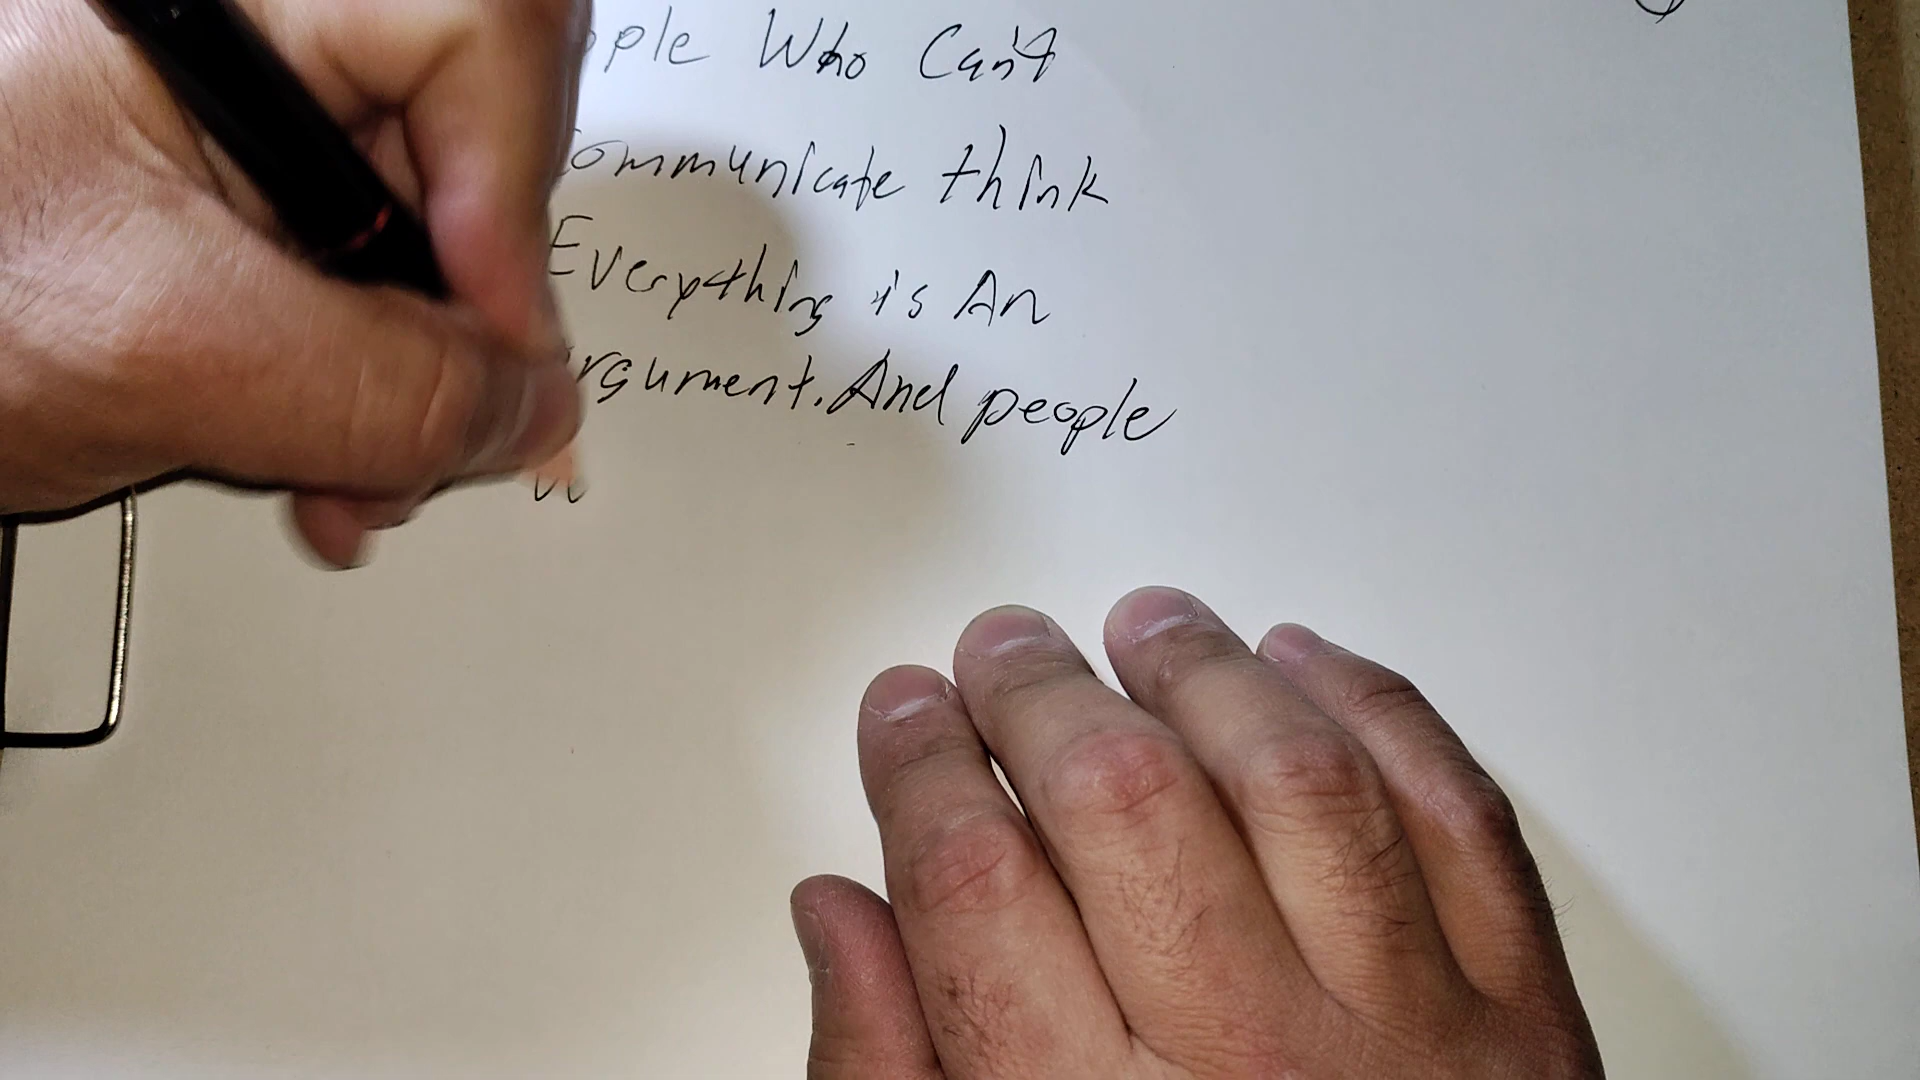 ople Who Can't
ommunicate think
Everything is An
rgument. And people